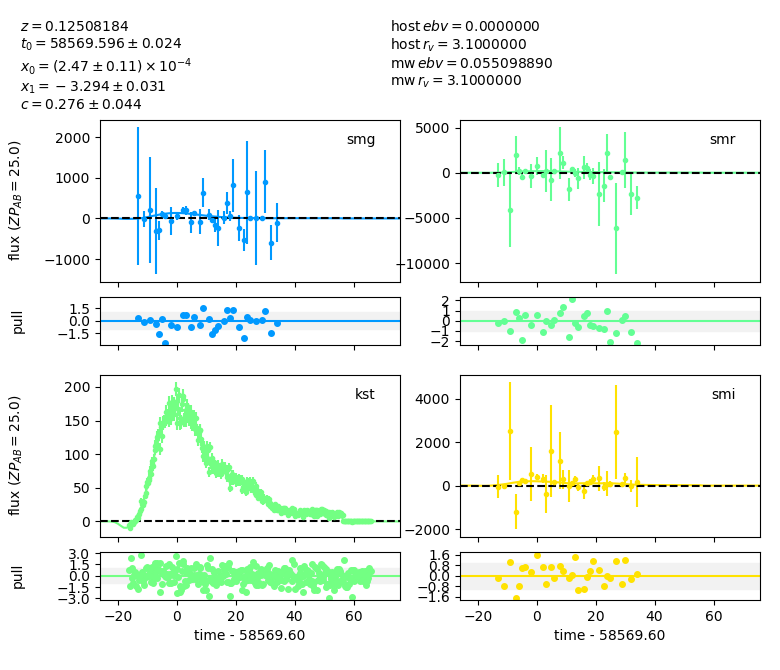 z = 0.12508184
t₀ = 58569.596 ± 0.024
x₀ = (2.47 ± 0.11) × 10⁻⁴
x₁ = −3.294 ± 0.031
c = 0.276 ± 0.044
host ebv = 0.0000000
host r_v = 3.1000000
mw ebv = 0.055098890
mw r_v = 3.1000000
flux (ZP_AB = 25.0)
2000
1000
0
−1000
smg
5000
0
−5000
−10000
smr
pull
1.5
0.0
−1.5
2
1
0
−1
−2
flux (ZP_AB = 25.0)
200
150
100
50
0
kst
4000
2000
0
−2000
smi
pull
3.0
1.5
0.0
−1.5
−3.0
−20 0 20 40 60
time - 58569.60
1.6
0.8
0.0
−0.8
−1.6
−20 0 20 40 60
time - 58569.60